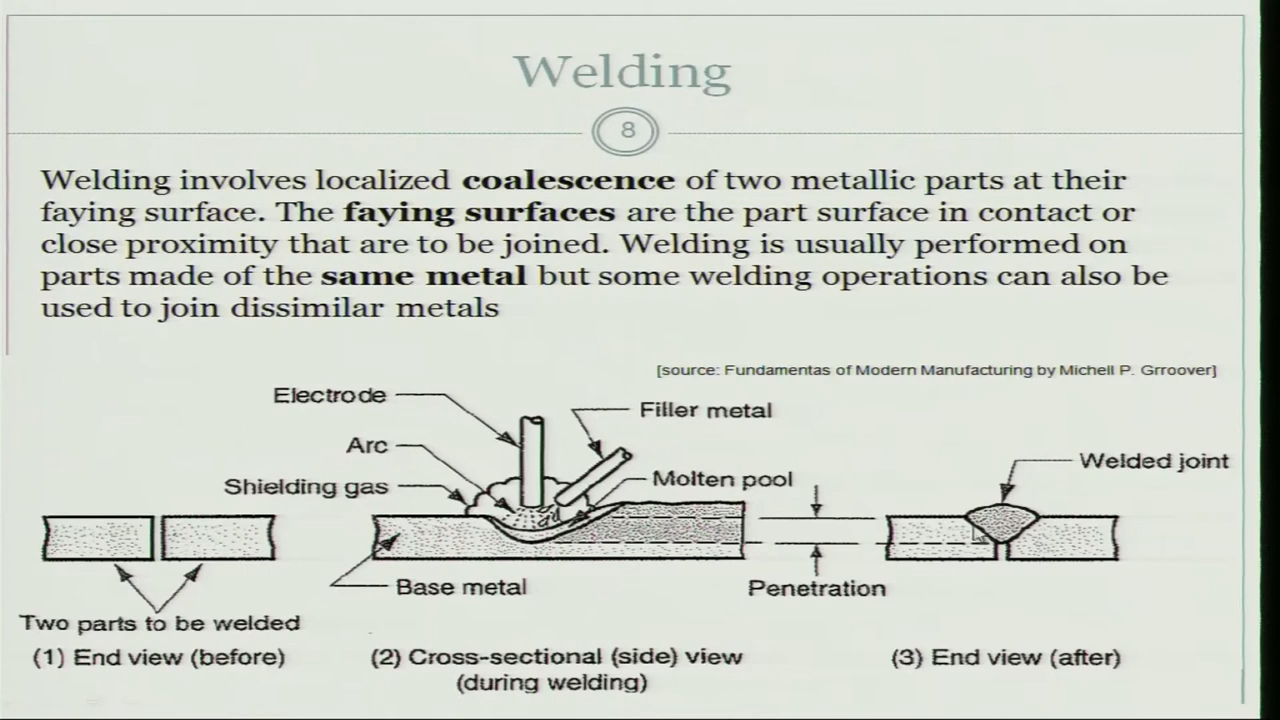 Welding
8
Welding involves localized coalescence of two metallic parts at their
faying surface. The faying surfaces are the part surface in contact or
close proximity that are to be joined. Welding is usually performed on
parts made of the same metal but some welding operations can also be
used to join dissimilar metals
[source: Fundamentas of Modern Manufacturing by Michell P. Grroover]
Electrode
Filler metal
Arc
Shielding gas
Molten pool
Welded joint
Base metal
Penetration
Two parts to be welded
(1) End view (before)
(2) Cross-sectional (side) view
(during welding)
(3) End view (after)